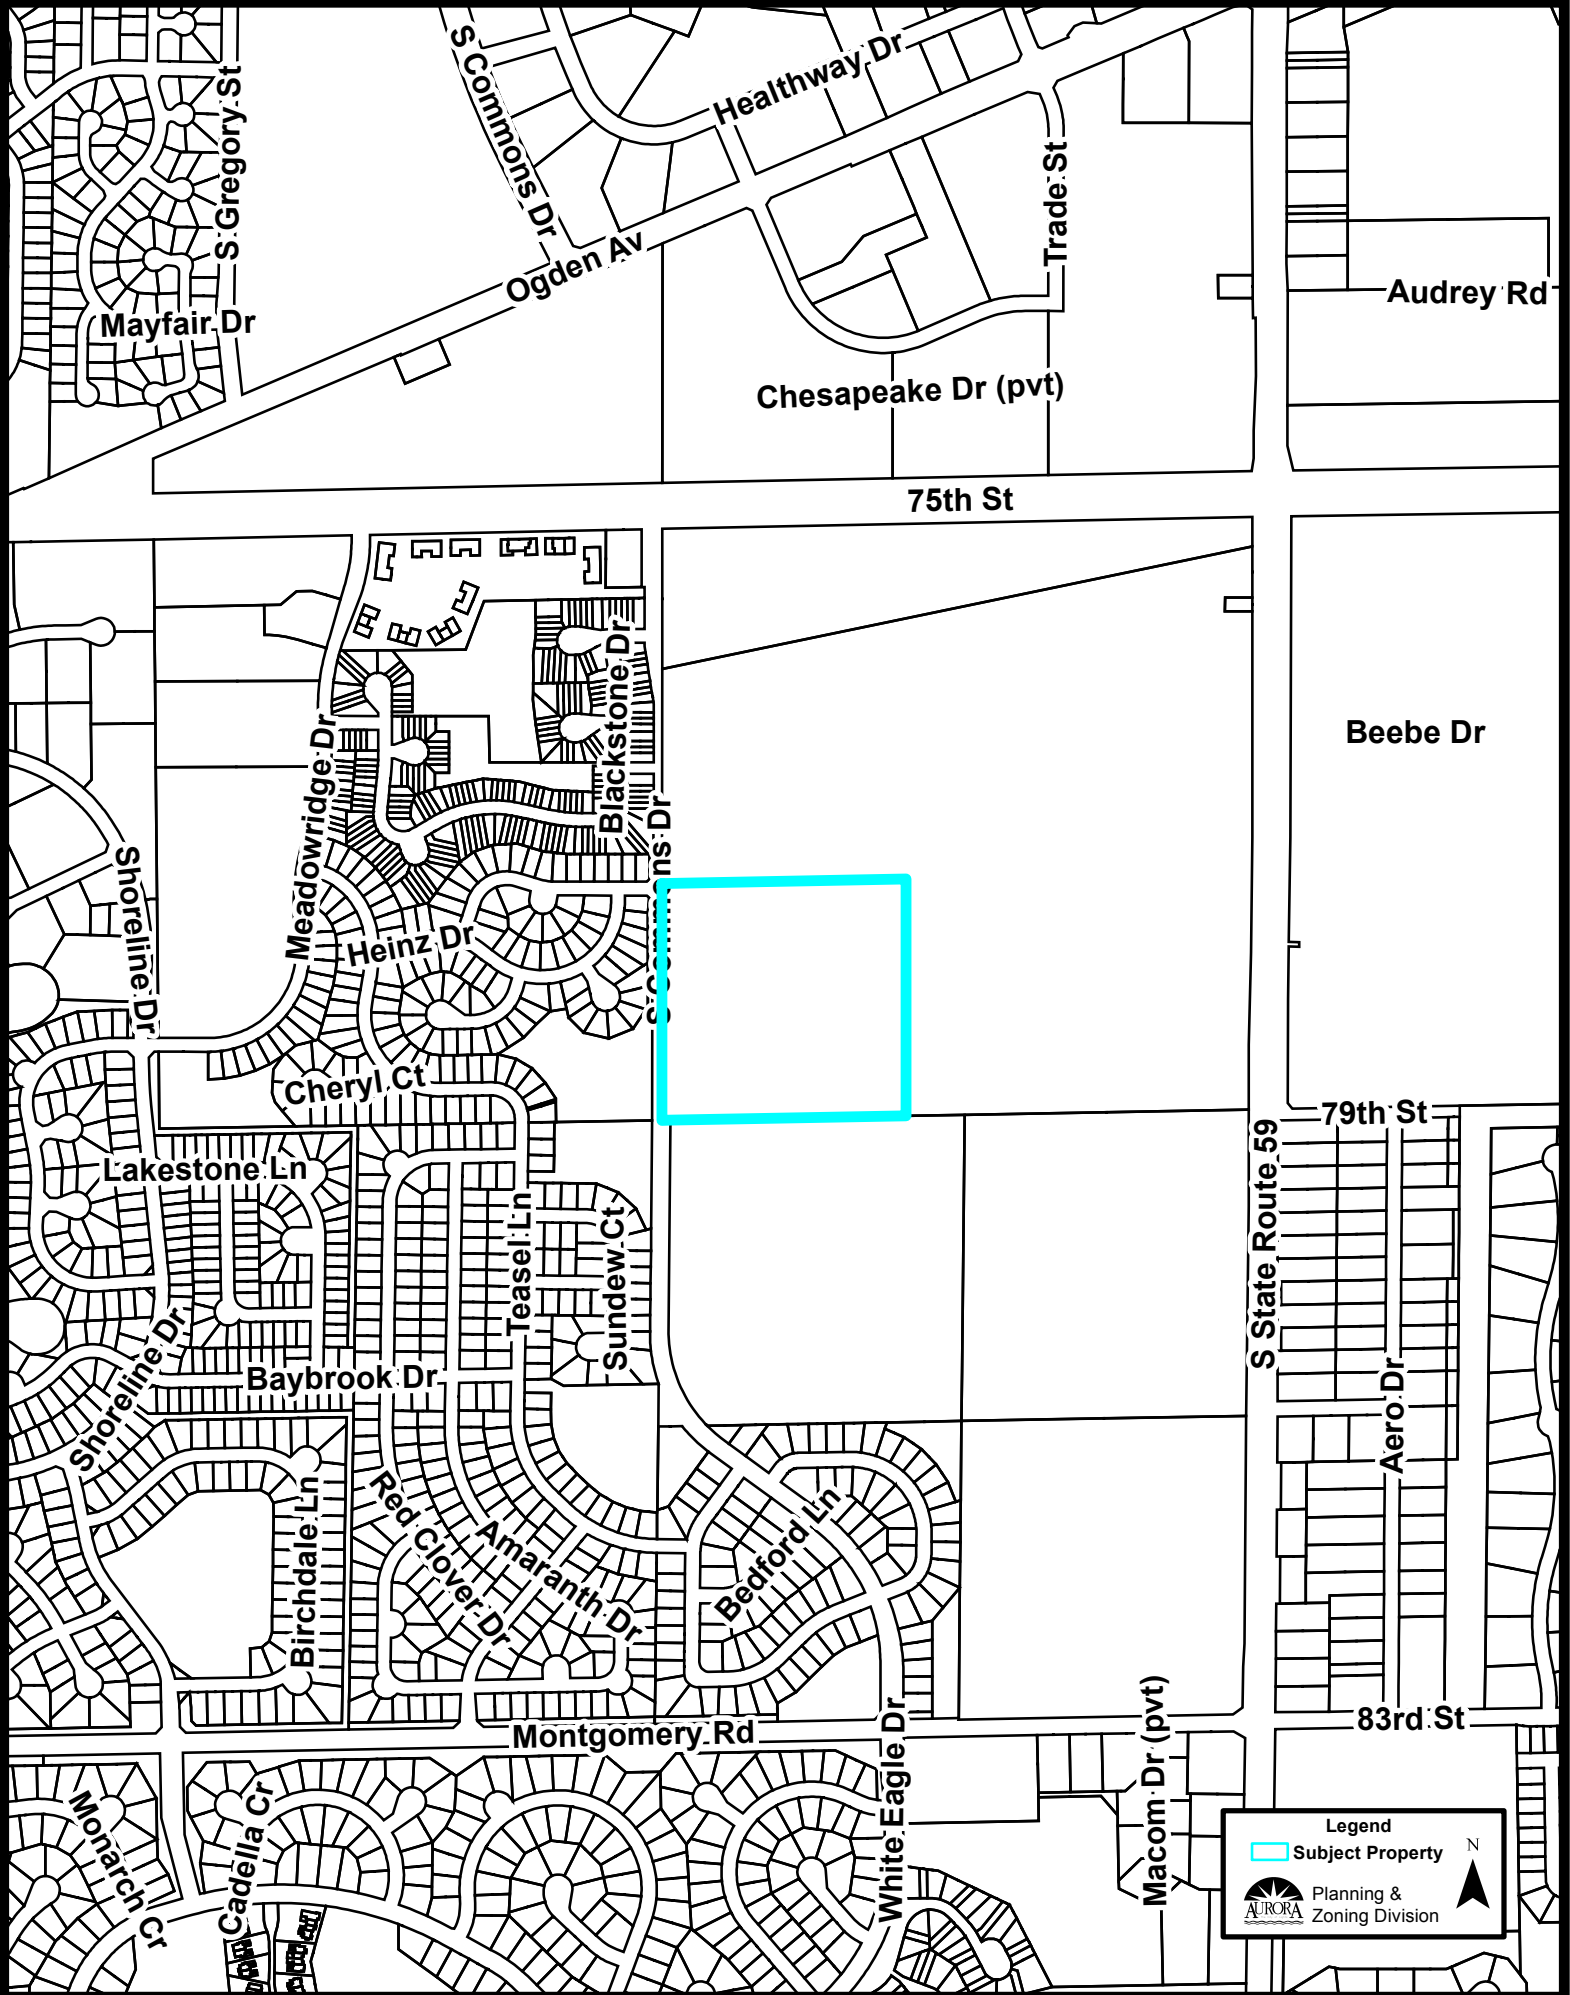 S Commons Dr
Healthway Dr
S Gregory St
Trade St
Ogden Av
Audrey Rd
Mayfair Dr
Chesapeake Dr (pvt)
75th St
Blackstone Dr
Beebe Dr
Meadowridge Dr
S Commons Dr
Shoreline Dr
Heinz Dr
Cheryl Ct
79th St
Lakestone Ln
S State Route 59
Teasel Ln
Sundew Ct
Shoreline Dr
Baybrook Dr
Aero Dr
Birchdale Ln
Red Clover Dr
Amaranth Dr
Bedford Ln
Montgomery Rd
83rd St
White Eagle Dr
Macom Dr (pvt)
Monarch Cr
Cadella Cr
Legend
Subject Property
N
AURORA
Planning &
Zoning Division